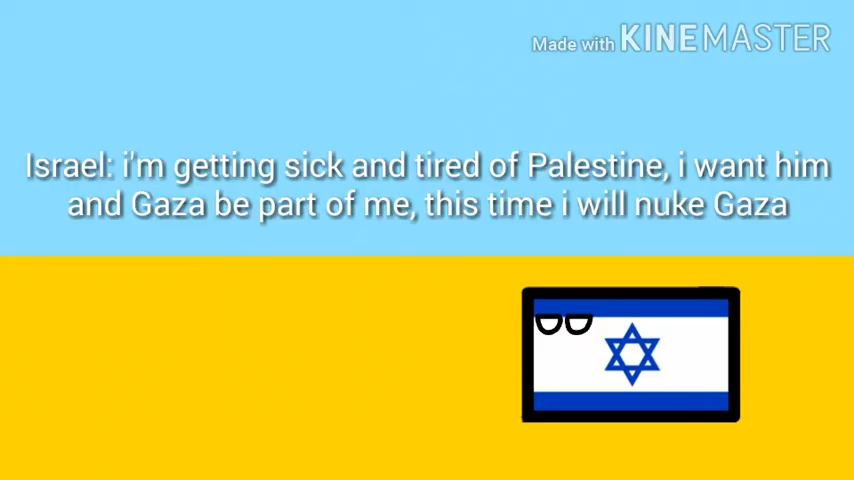 Made with KINEMASTER
Israel: i'm getting sick and tired of Palestine, i want him
and Gaza be part of me, this time i will nuke Gaza